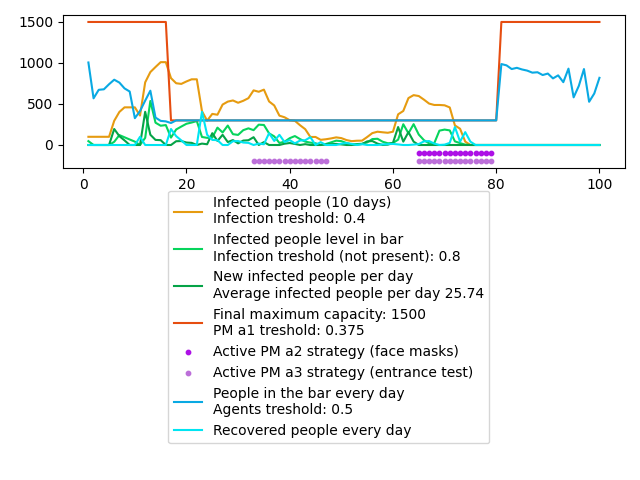 1500
1000
500
0
0 20 40 60 80 100
Infected people (10 days)
Infection treshold: 0.4
Infected people level in bar
Infection treshold (not present): 0.8
New infected people per day
Average infected people per day 25.74
Final maximum capacity: 1500
PM a1 treshold: 0.375
Active PM a2 strategy (face masks)
Active PM a3 strategy (entrance test)
People in the bar every day
Agents treshold: 0.5
Recovered people every day